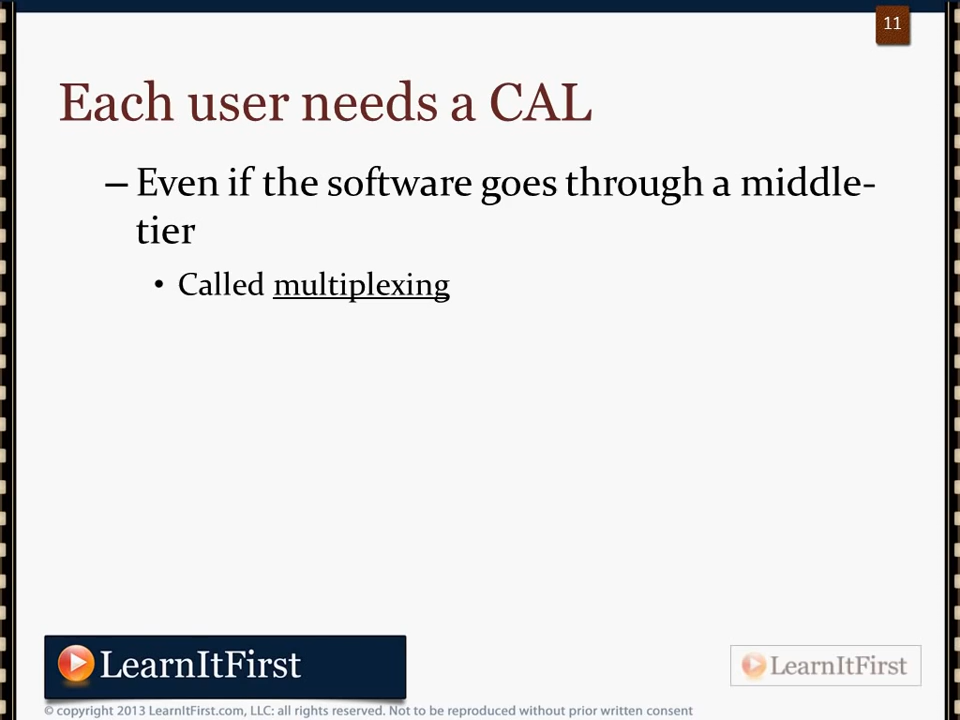 11
Each user needs a CAL
– Even if the software goes through a middle-
tier
• Called multiplexing
LearnItFirst
LearnItFirst
© copyright 2013 LearnItFirst.com, LLC: all rights reserved. Not to be reproduced without prior written consent